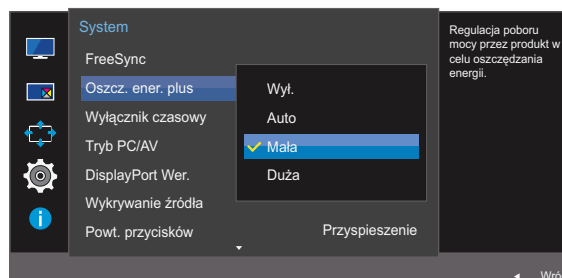 System
FreeSync
Oszcz. ener. plus
Wyłącznik czasowy
Tryb PC/AV
DisplayPort Wer.
Wykrywanie źródła
Powt. przycisków
Przyspieszenie
Wył.
Auto
Mała
Duża
Regulacja poboru
mocy przez produkt w
celu oszczędzania
energii.